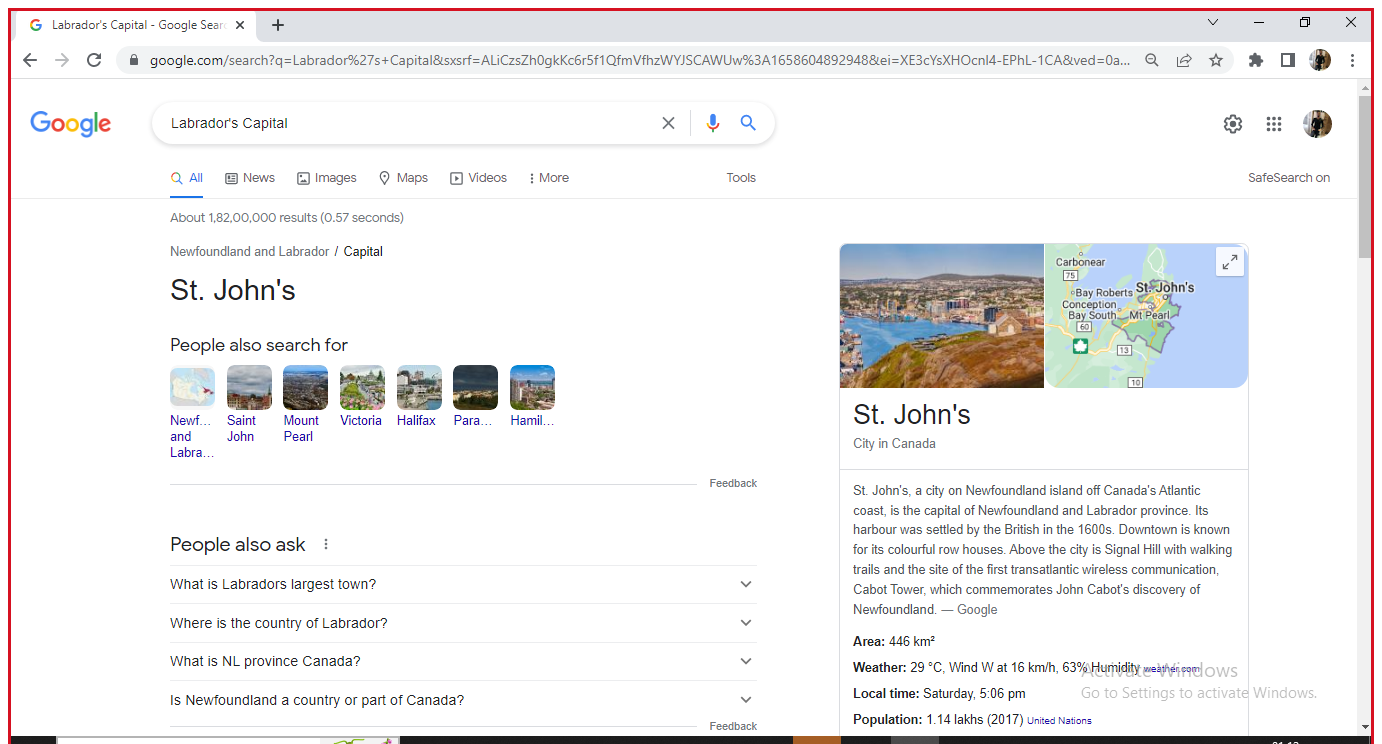 Labrador's Capital - Google Sear
google.com/search?q=Labrador%27s+Capital&sxsrf=ALiCzsZh0gkKc6r5f1QfmVfhzWYJSCAWUw%3A1658604892948&ei=XE3cYsXHOcnI4-EPhL-1CA&ved=0a...
Google
Labrador's Capital
All News Images Maps Videos More Tools SafeSearch on
About 1,82,00,000 results (0.57 seconds)
Newfoundland and Labrador / Capital
St. John's
People also search for
Newf... and Labra...
Saint John
Mount Pearl
Victoria
Halifax
Para...
Hamil...
Feedback
People also ask
What is Labradors largest town?
Where is the country of Labrador?
What is NL province Canada?
Is Newfoundland a country or part of Canada?
Feedback
Carbonear
75
Bay Roberts
St. John's
Conception
Bay South
Mt Pearl
60
13
10
St. John's
City in Canada
St. John's, a city on Newfoundland island off Canada's Atlantic
coast, is the capital of Newfoundland and Labrador province. Its
harbour was settled by the British in the 1600s. Downtown is known
for its colourful row houses. Above the city is Signal Hill with walking
trails and the site of the first transatlantic wireless communication,
Cabot Tower, which commemorates John Cabot's discovery of
Newfoundland. — Google
Area: 446 km²
Weather: 29 °C, Wind W at 16 km/h, 63% Humidity weather.com
Local time: Saturday, 5:06 pm
Population: 1.14 lakhs (2017) United Nations
Activate Windows
Go to Settings to activate Windows.